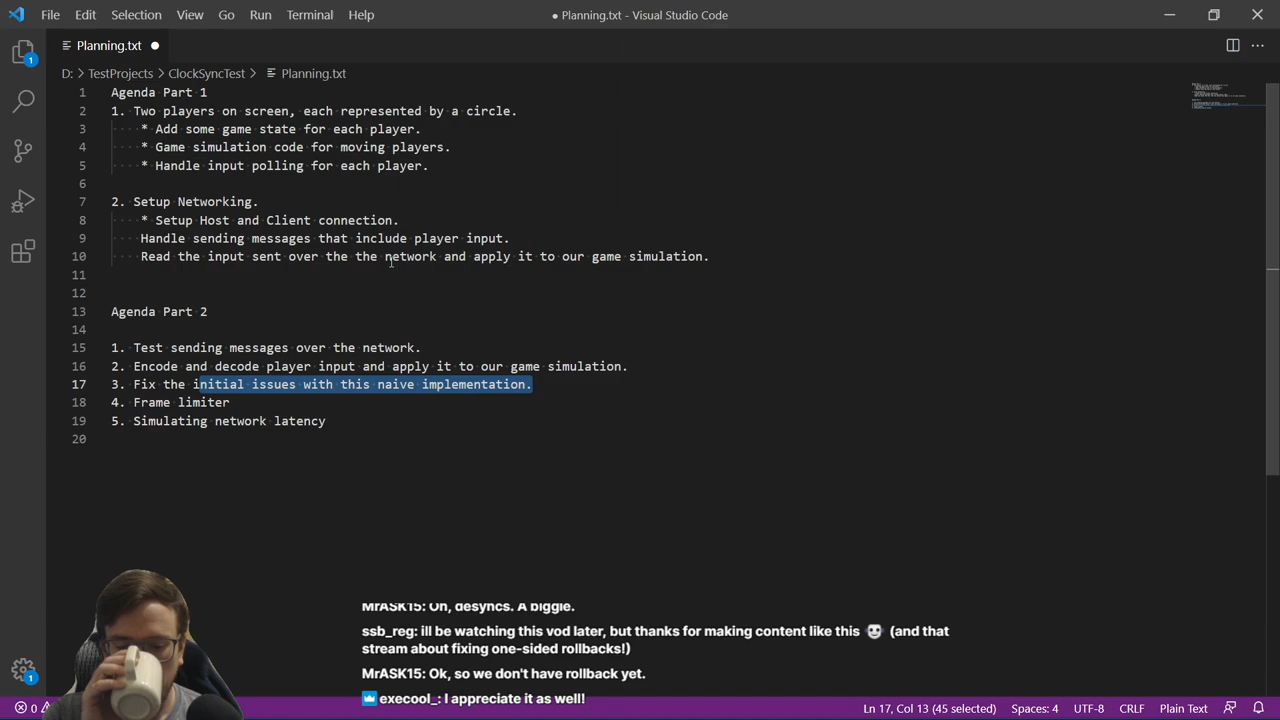 File Edit Selection View Go Run Terminal Help
● Planning.txt - Visual Studio Code
Planning.txt ●
D: > TestProjects > ClockSyncTest > Planning.txt
1 Agenda Part 1
2 1. Two players on screen, each represented by a circle.
3 * Add some game state for each player.
4 * Game simulation code for moving players.
5 * Handle input polling for each player.
6
7 2. Setup Networking.
8 * Setup Host and Client connection.
9 Handle sending messages that include player input.
10 Read the input sent over the the network and apply it to our game simulation.
11
12
13 Agenda Part 2
14
15 1. Test sending messages over the network.
16 2. Encode and decode player input and apply it to our game simulation.
17 3. Fix the initial issues with this naive implementation.
18 4. Frame limiter
19 5. Simulating network latency
20
1
MrASK15: Oh, desyncs. A biggie.
ssb_reg: ill be watching this vod later, but thanks for making content like this (and that
stream about fixing one-sided rollbacks!)
MrASK15: Ok, so we don't have rollback yet.
execool_: I appreciate it as well!
1
0
Ln 17, Col 13 (45 selected) Spaces: 4 UTF-8 CRLF Plain Text